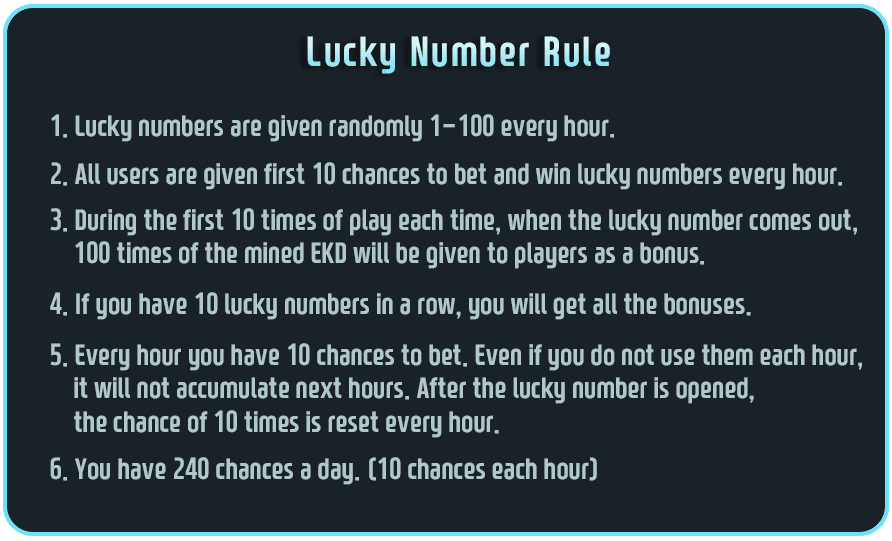 Lucky Number Rule
1. Lucky numbers are given randomly 1-100 every hour.
2. All users are given first 10 chances to bet and win lucky numbers every hour.
3. During the first 10 times of play each time, when the lucky number comes out,
100 times of the mined EKD will be given to players as a bonus.
4. If you have 10 lucky numbers in a row, you will get all the bonuses.
5. Every hour you have 10 chances to bet. Even if you do not use them each hour,
it will not accumulate next hours. After the lucky number is opened,
the chance of 10 times is reset every hour.
6. You have 240 chances a day. (10 chances each hour)